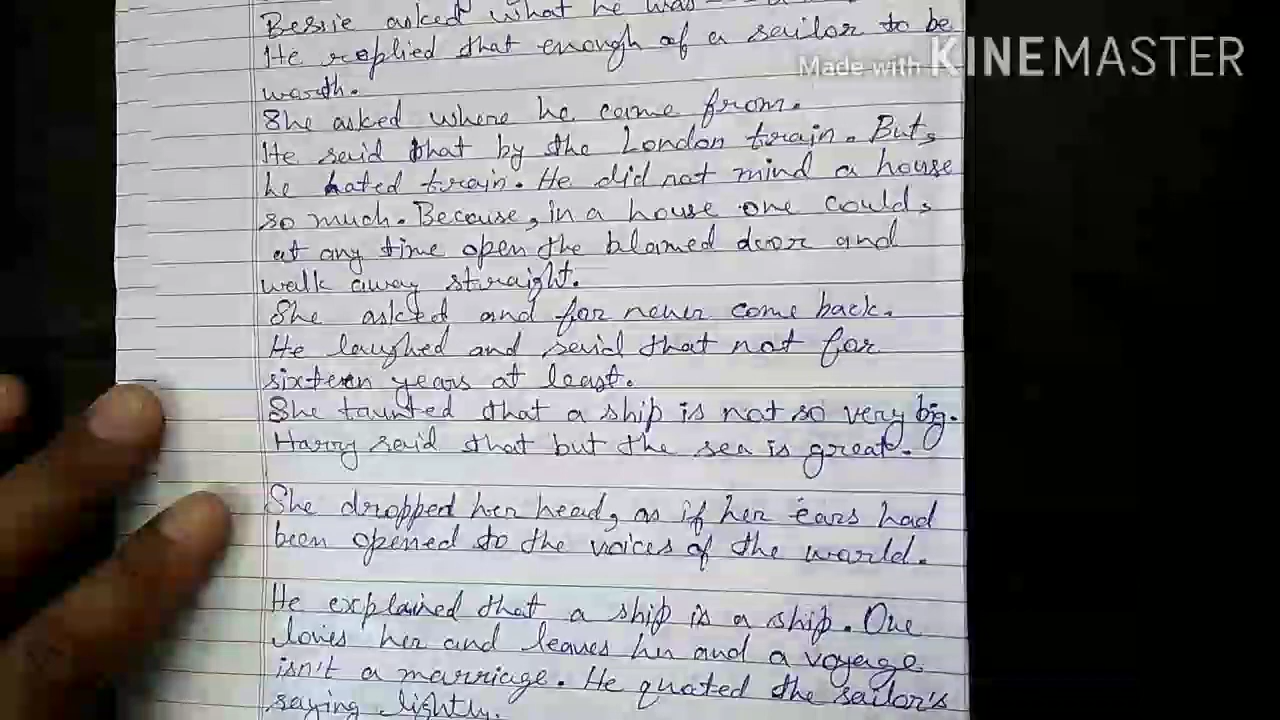 Bessie asked what he was
He replied that enough of a sailor to be
worth.
She asked where he came from.
He said that by the London train. But,
he hated train. He did not mind a house
so much. Because, in a house one could,
at any time open the blamed door and
walk away straight.
She asked and for never come back.
He laughed and said that not for
sixteen years at least.
She taunted that a ship is not so very big.
Harry said that but the sea is great.
She dropped her head, as if her ears had
been opened to the voices of the world.
He explained that a ship is a ship. One
loves her and leaves her and a voyage
isn't a marriage. He quoted the sailor's
saying lightly.
Made with KINEMASTER